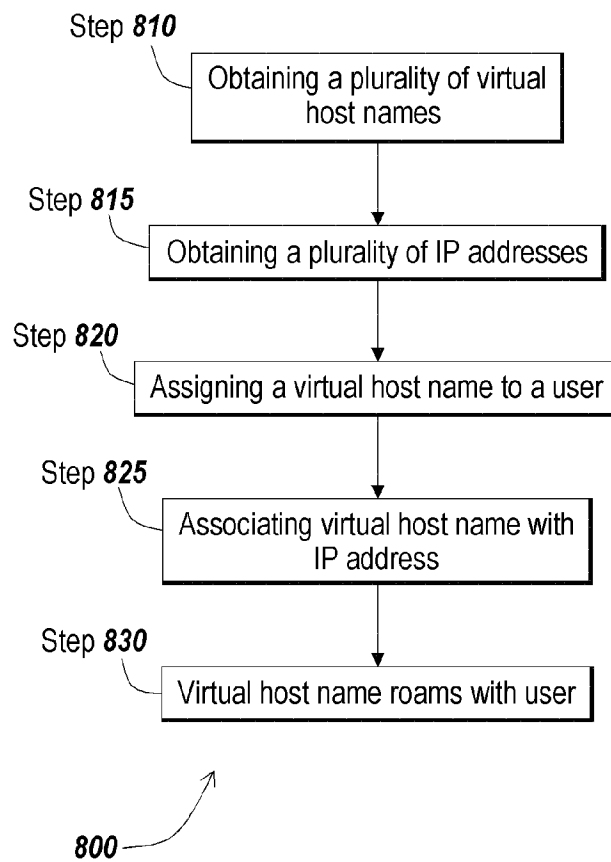 Step 810
Obtaining a plurality of virtual
host names
Step 815
Obtaining a plurality of IP addresses
Step 820
Assigning a virtual host name to a user
Step 825
Associating virtual host name with
IP address
Step 830
Virtual host name roams with user
800